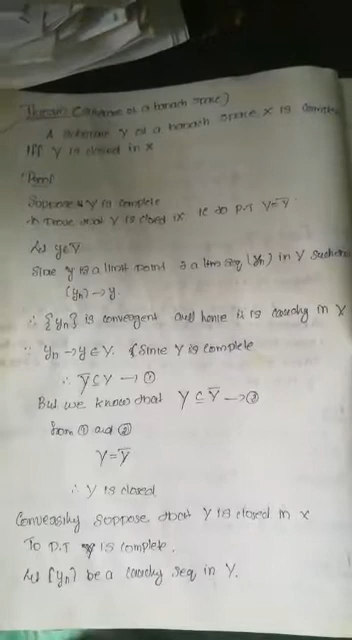 Theorem (Subspace of a banach space)
A subspace Y of a banach space X is complete
iff Y is closed in X
Proof
Suppose Y is complete
To prove that Y is closed ix ie to P.T Y=Y̅
Let y∈Y̅
Since y is a limit point ∃ a seq (yn) in Y such
(yn) → y.
∴ {yn} is convergent and hence it is cauchy in X
∵ yn → y ∈ Y. {Since Y is complete
∴ Y̅ ⊆ Y → ①
But we know that Y ⊆ Y̅ → ②
from ① and ②
Y = Y̅
∴ Y is closed
Conversily suppose that Y is closed in X
To P.T Y is complete.
Let {yn} be a cauchy seq in Y.